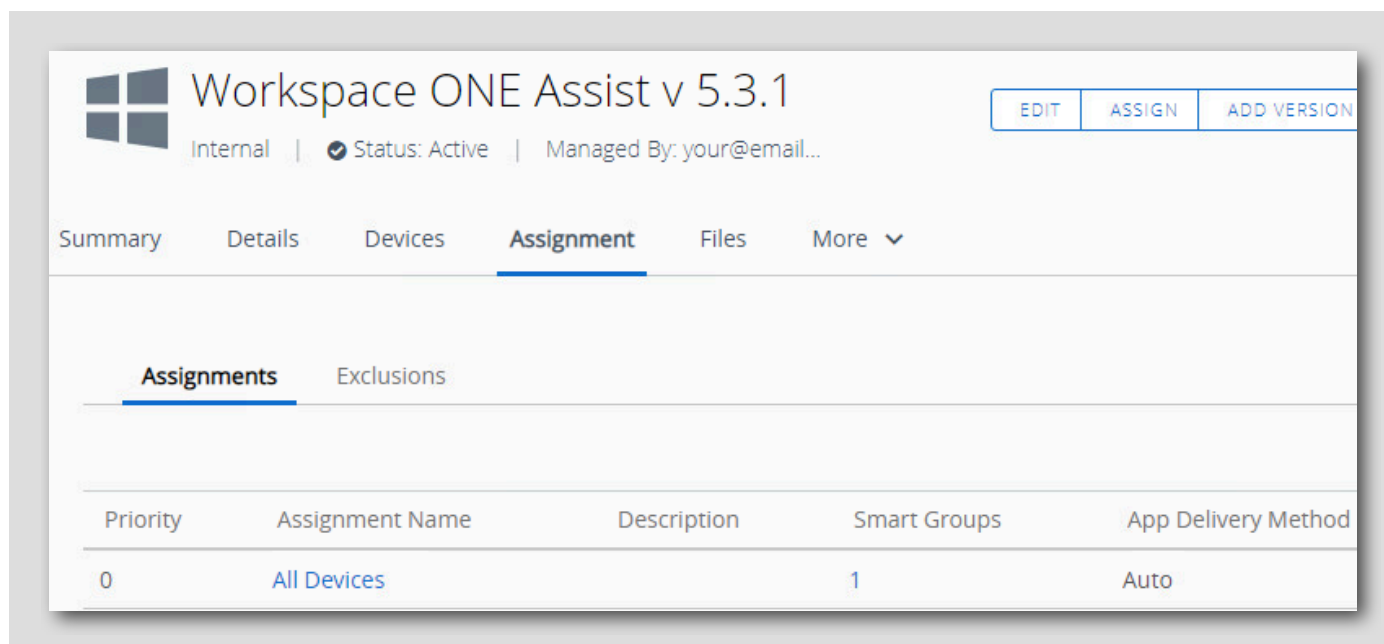 Workspace ONE Assist v 5.3.1
EDIT ASSIGN ADD VERSION
Internal | Status: Active | Managed By: your@email...
Summary Details Devices Assignment Files More
Assignments Exclusions
Priority Assignment Name Description Smart Groups App Delivery Method
0 All Devices 1 Auto